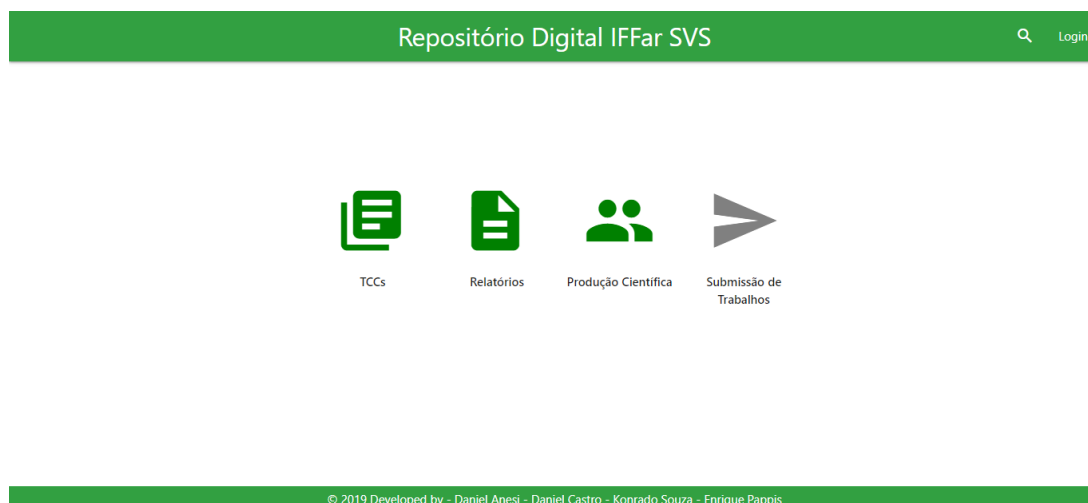 Repositório Digital IFFar SVS
Login
TCCs
Relatórios
Produção Científica
Submissão de
Trabalhos
© 2019 Developed by - Daniel Anesi - Daniel Castro - Konrado Souza - Enrique Pappis